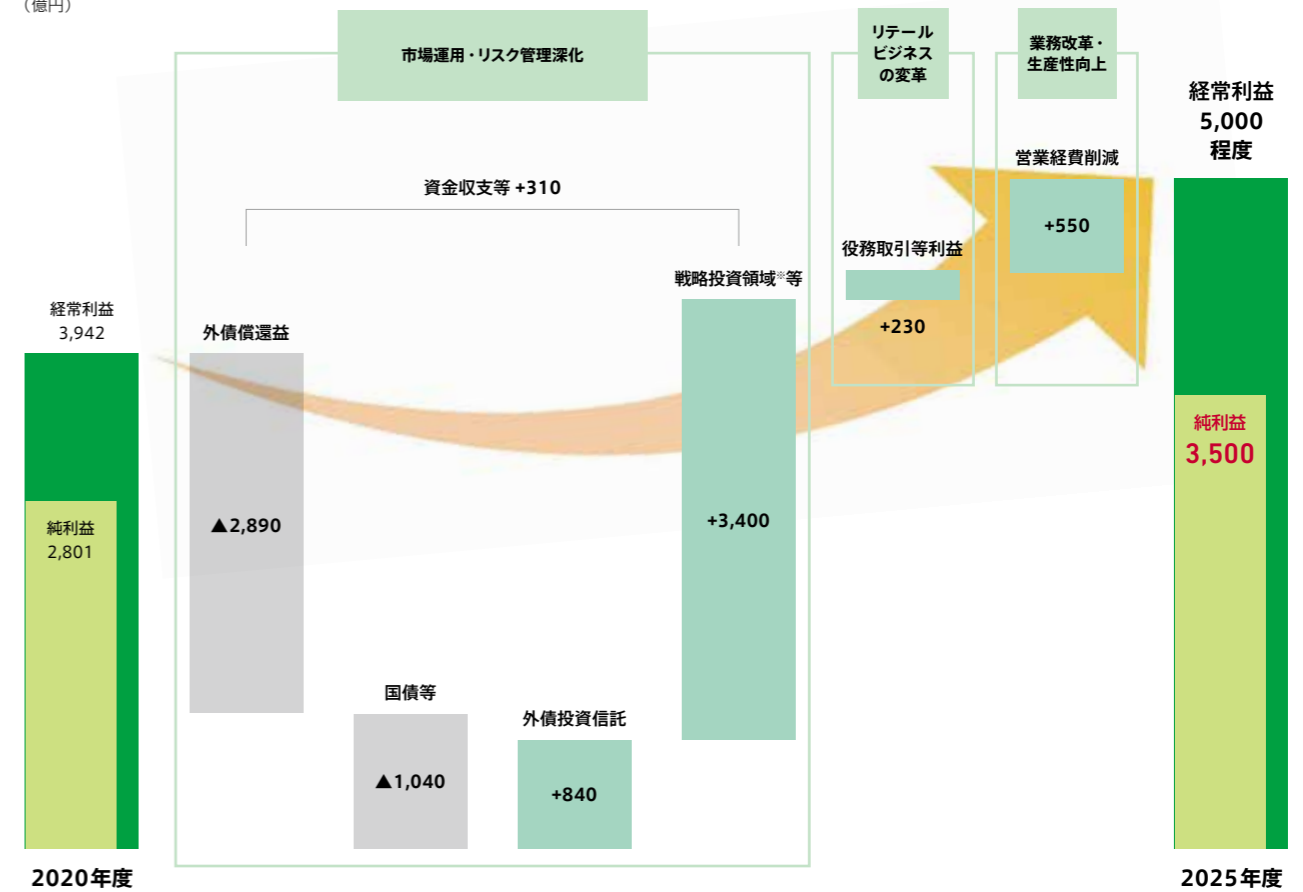 （億円）
市場運用・リスク管理深化
リテール
ビジネス
の変革
業務改革・
生産性向上
経常利益
5,000
程度
営業経費削減
+550
資金収支等 +310
役務取引等利益
+230
戦略投資領域※等
+3,400
経常利益
3,942
外債償還益
▲2,890
純利益
3,500
純利益
2,801
国債等
▲1,040
外債投資信託
+840
2020年度
2025年度